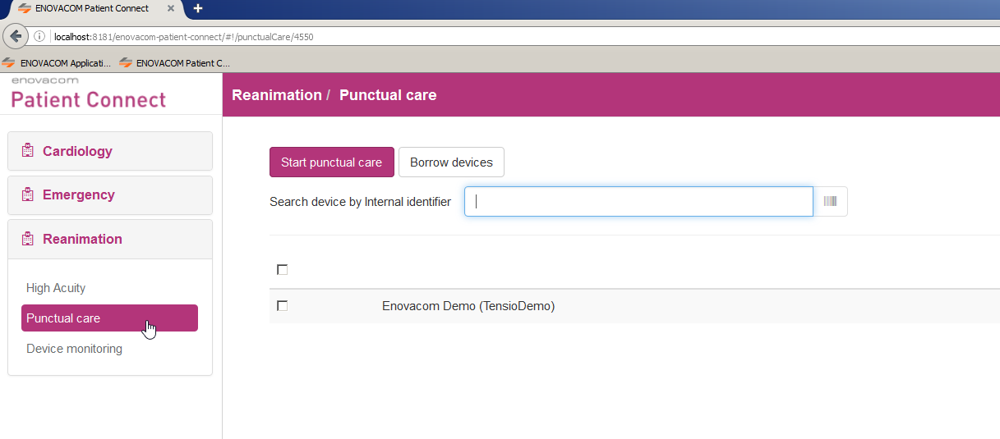 ENOVACOM Patient Connect
localhost:8181/enovacom-patient-connect/#!/punctualCare/4550
ENOVACOM Applicati... ENOVACOM Patient C...
enovacom
Patient Connect
Reanimation / Punctual care
Cardiology
Emergency
Reanimation
High Acuity
Punctual care
Device monitoring
Start punctual care Borrow devices
Search device by Internal identifier
Enovacom Demo (TensioDemo)